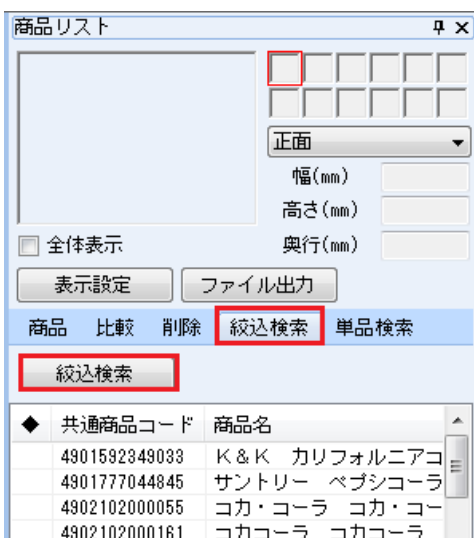 商品リスト
正面
幅(mm)
高さ(mm)
全体表示 奥行(mm)
表示設定 ファイル出力
商品 比較 削除 絞込検索 単品検索
絞込検索
◆ 共通商品コード 商品名
4901592349033 K&K カリフォルニアコ
4901777044845 サントリー ペプシコーラ
4902102000055 コカ・コーラ コカ・コー
4902102000161 コカコーラ コカコーラ